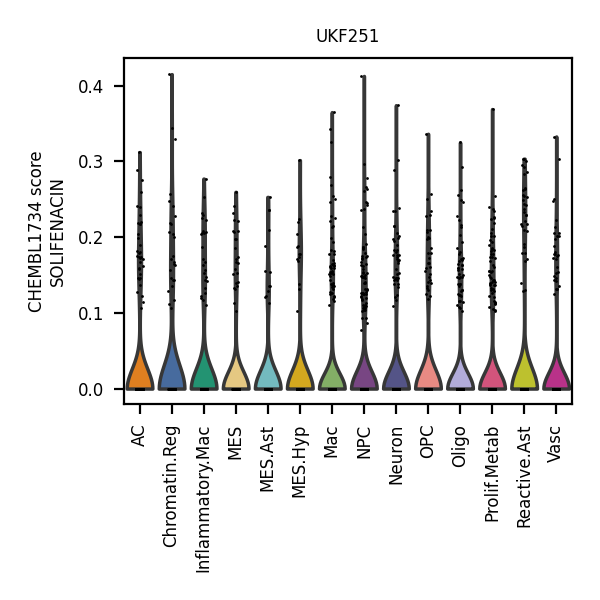 UKF251
CHEMBL1734 score
SOLIFENACIN
0.4
0.3
0.2
0.1
0.0
AC
Chromatin.Reg
Inflammatory.Mac
MES
MES.Ast
MES.Hyp
Mac
NPC
Neuron
OPC
Oligo
Prolif.Metab
Reactive.Ast
Vasc